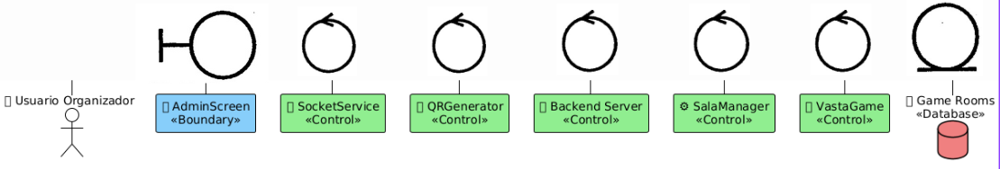 Usuario Organizador
AdminScreen
«Boundary»
SocketService
«Control»
QRGenerator
«Control»
Backend Server
«Control»
⚙ SalaManager
«Control»
VastaGame
«Control»
Game Rooms
«Database»